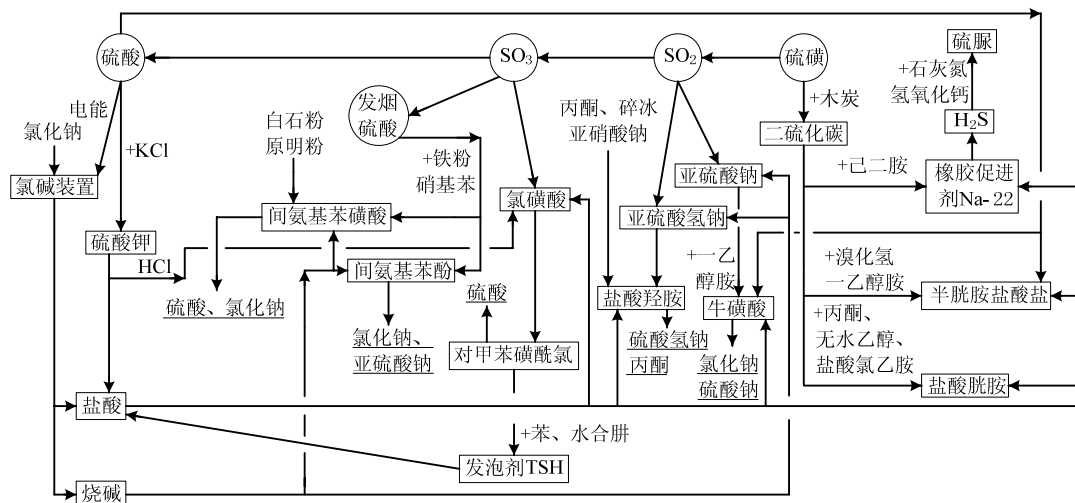 硫酸
SO3
SO2
硫磺
硫脲
+石灰氮
氢氧化钙
发烟
硫酸
+木炭
电能
氯化钠
白石粉
原明粉
丙酮、碎冰
亚硝酸钠
H2S
二硫化碳
+KCl
+铁粉
硝基苯
+己二胺
氯碱装置
亚硫酸钠
橡胶促进
剂Na-22
氯磺酸
间氨基苯磺酸
亚硫酸氢钠
硫酸钾
HCl
间氨基苯酚
+一乙
醇胺
+溴化氢
一乙醇胺
硫酸
盐酸羟胺
牛磺酸
半胱胺盐酸盐
硫酸、氯化钠
氯化钠、
亚硫酸钠
对甲苯磺酰氯
硫酸氢钠
丙酮
氯化钠
硫酸钠
+丙酮、
无水乙醇、
盐酸氯乙胺
盐酸胱胺
盐酸
+苯、水合肼
发泡剂TSH
烧碱